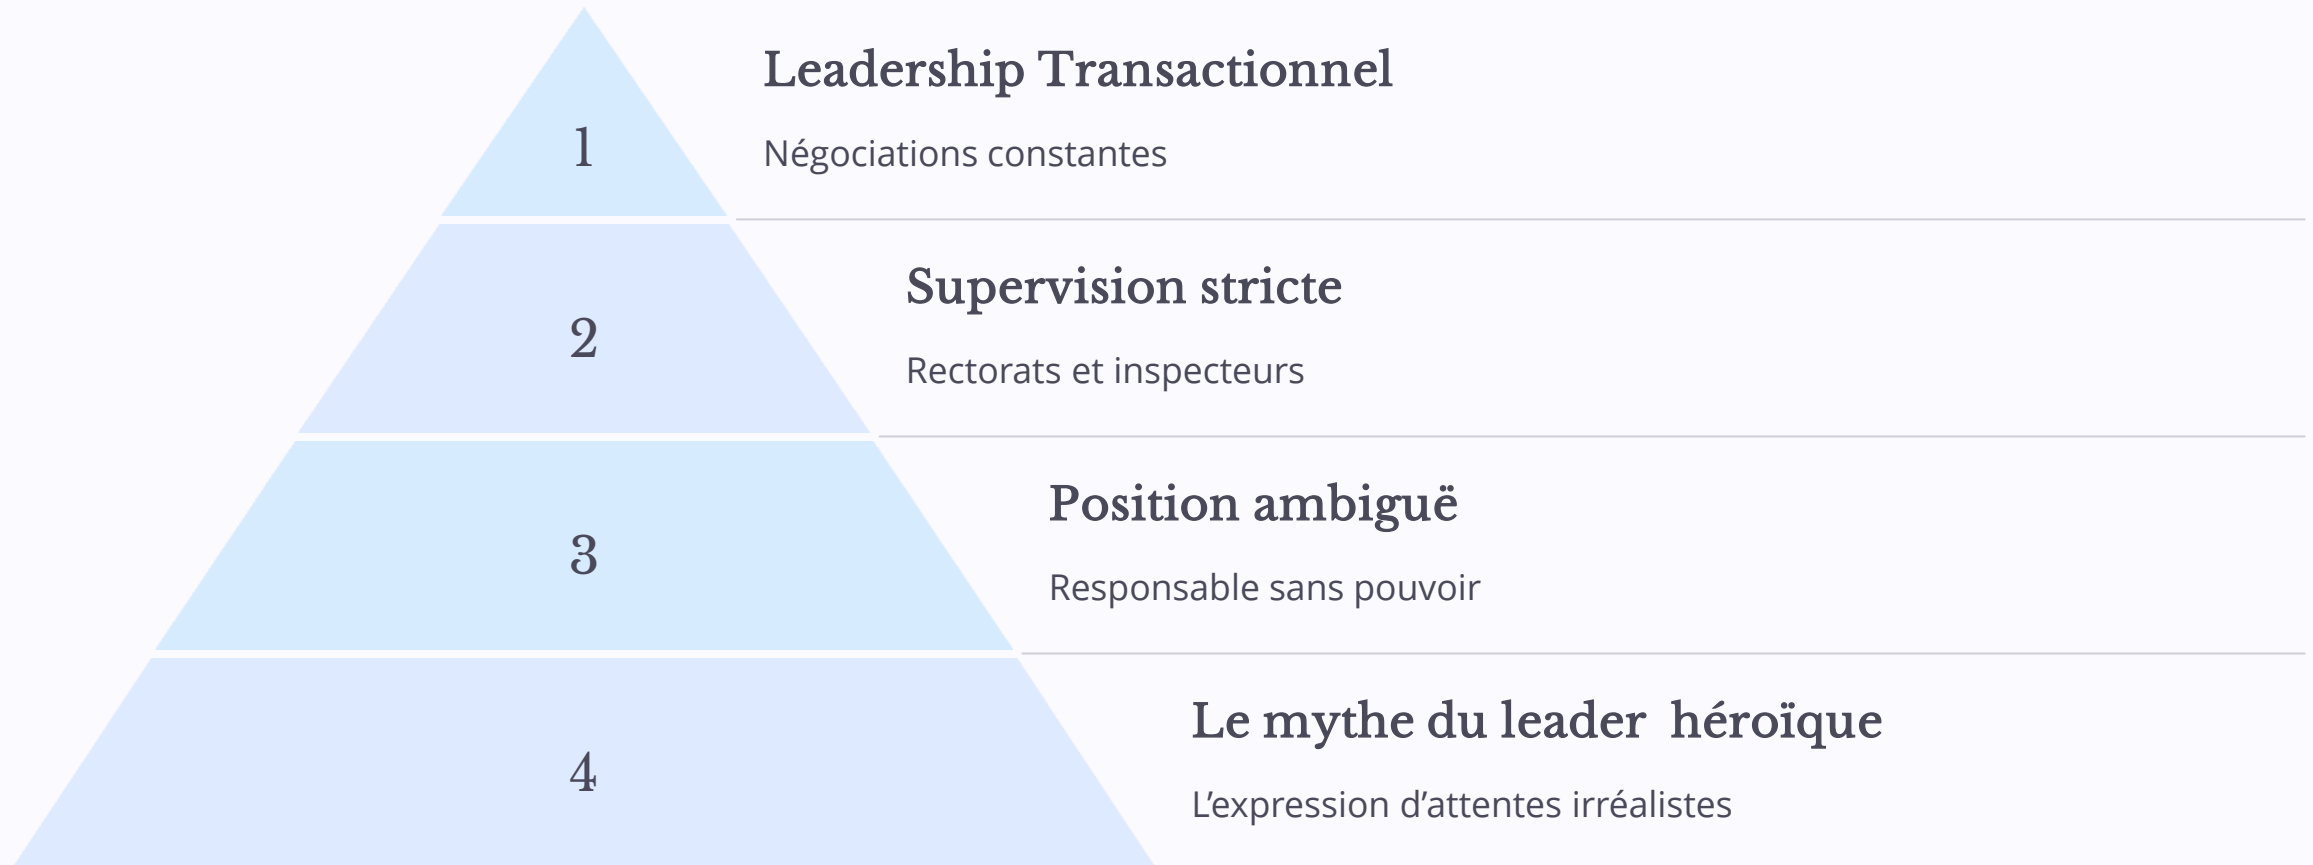 1
Leadership Transactionnel
Négociations constantes
2
Supervision stricte
Rectorats et inspecteurs
3
Position ambiguë
Responsable sans pouvoir
4
Le mythe du leader  héroïque
L’expression d’attentes irréalistes